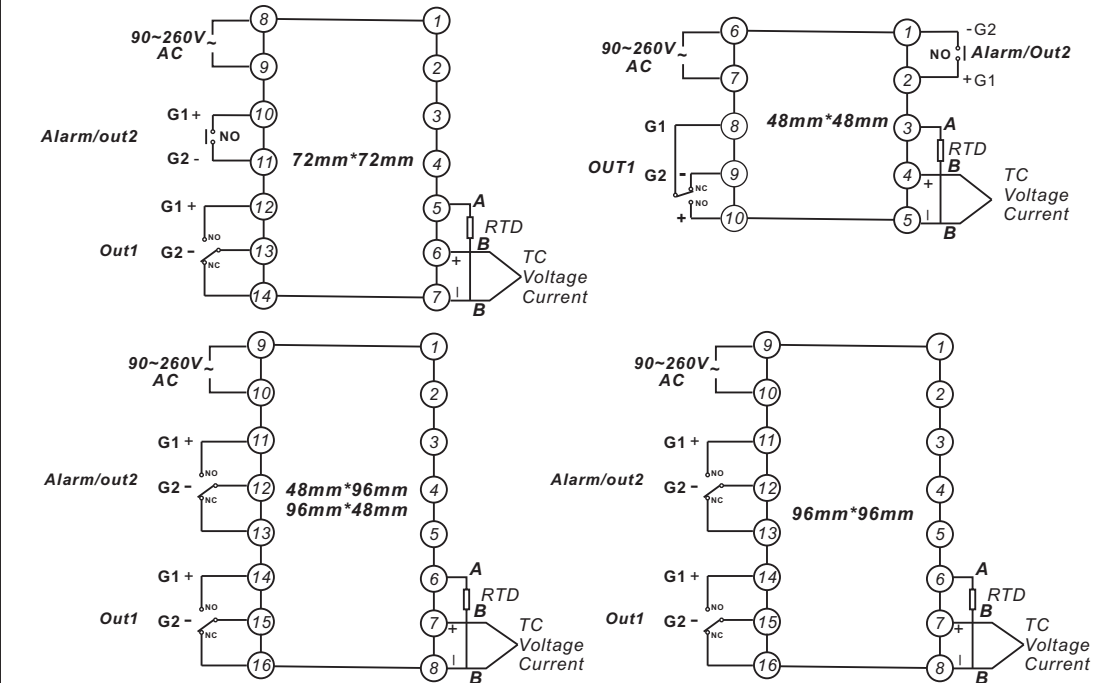 8
1
90~260V
AC
~
9
2
G1+
10
3
Alarm/out2
NO
G2 -
11
72mm*72mm
4
G1 +
12
5
A
NO
RTD
Out1
G2 -
13
6
B
NC
+
TC
Voltage
14
7
Current
B
6
1
-G2
90~260V
AC
~
NO
Alarm/Out2
7
2
+G1
G1
8
48mm*48mm
3
A
RTD
OUT1
G2
-
9
4
B
NC
+
TC
NO
Voltage
+
10
5
Current
B
9
1
90~260V
AC
~
10
2
G1 +
11
3
NO
Alarm/out2
G2 -
12
48mm*96mm
4
NC
96mm*48mm
13
5
G1 +
14
6
A
NO
RTD
Out1
G2 -
15
7
B
NC
+
TC
Voltage
16
8
Current
B
9
1
90~260V
AC
~
10
2
G1 +
11
3
NO
Alarm/out2
G2 -
12
4
NC
96mm*96mm
13
5
G1 +
14
6
A
NO
RTD
Out1
G2 -
15
7
B
NC
+
TC
Voltage
16
8
Current
B